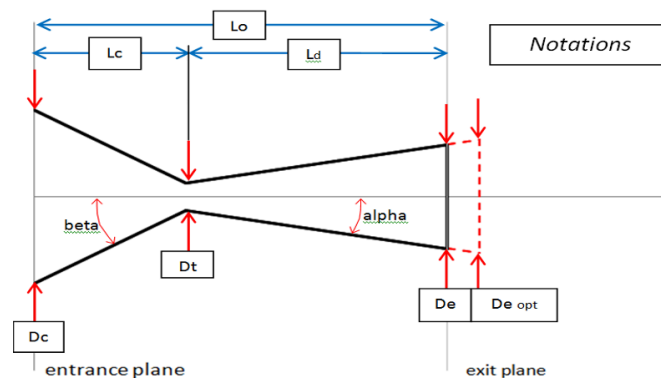 Lo
Notations
Lc
Ld
beta
alpha
Dt
De
De opt
Dc
entrance plane
exit plane